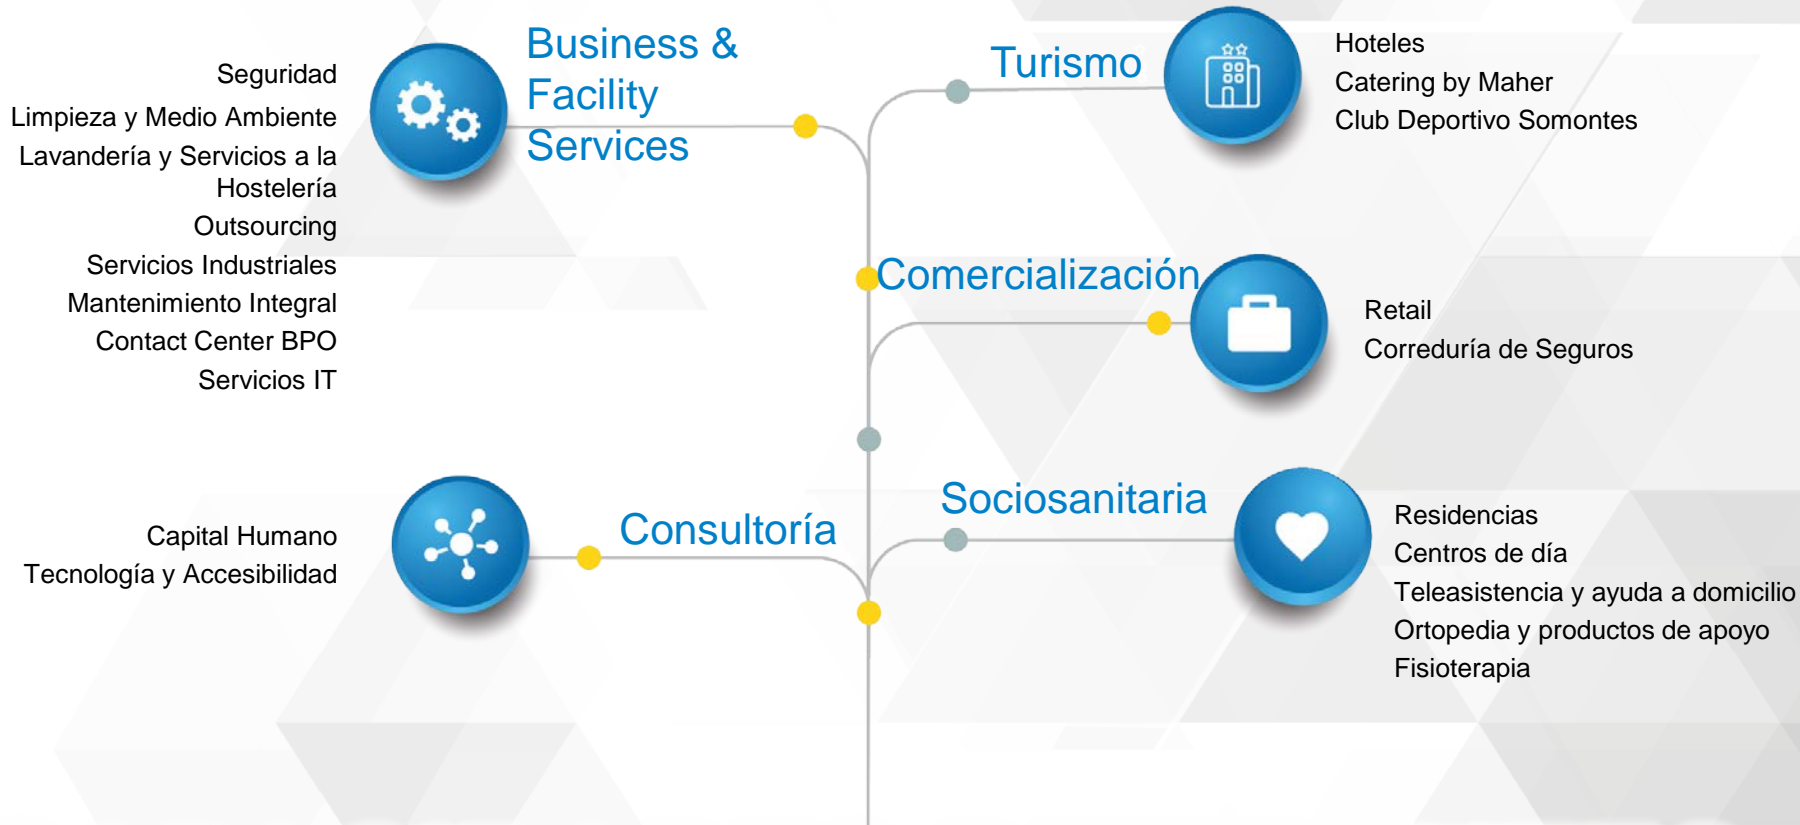 Business &
Facility
Services
Seguridad
Limpieza y Medio Ambiente
Lavandería y Servicios a la
Hostelería
Outsourcing
Servicios Industriales
Mantenimiento Integral
Contact Center BPO
Servicios IT
Turismo
Hoteles
Catering by Maher
Club Deportivo Somontes
Comercialización
Retail
Correduría de Seguros
Consultoría
Capital Humano
Tecnología y Accesibilidad
Sociosanitaria
Residencias
Centros de día
Teleasistencia y ayuda a domicilio
Ortopedia y productos de apoyo
Fisioterapia